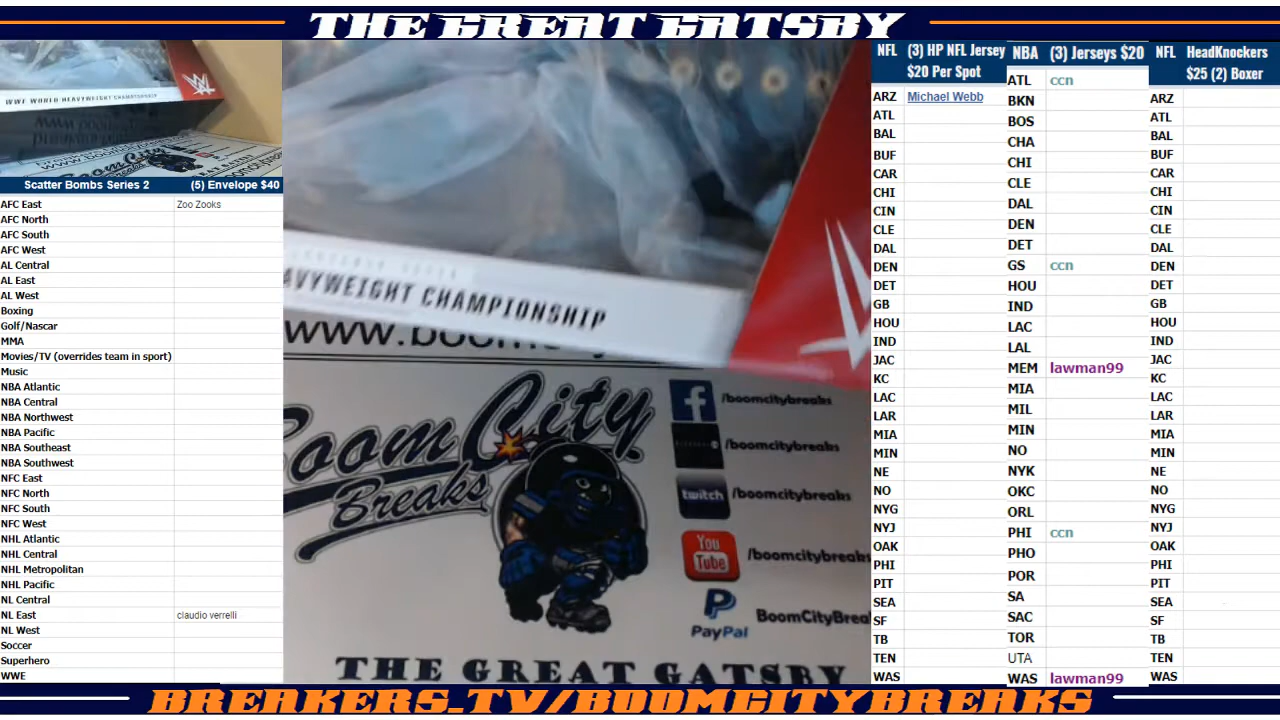 THE GREAT GATSBY
WWE WORLD HEAVYWEIGHT CHAMPIONSHIP
Scatter Bombs Series 2 (5) Envelope $40
AFC East Zoo Zooks
AFC North
AFC South
AFC West
AL Central
AL East
AL West
Boxing
Golf/Nascar
MMA
Movies/TV (overrides team in sport)
Music
NBA Atlantic
NBA Central
NBA Northwest
NBA Pacific
NBA Southeast
NBA Southwest
NFC East
NFC North
NFC South
NFC West
NHL Atlantic
NHL Central
NHL Metropolitan
NHL Pacific
NL Central
NL East claudio verrelli
NL West
Soccer
Superhero
WWE
AVYWEIGHT CHAMPIONSHIP
www.boom
Boom City
Breaks
/boomcitybreaks
/boomcitybreaks
twitch /boomcitybreaks
You Tube /boomcitybreaks
PayPal BoomCityBrea
THE GREAT GATSBY
NFL (3) HP NFL Jersey
$20 Per Spot
ARZ Michael Webb
ATL
BAL
BUF
CAR
CHI
CIN
CLE
DAL
DEN
DET
GB
HOU
IND
JAC
KC
LAC
LAR
MIA
MIN
NE
NO
NYG
NYJ
OAK
PHI
PIT
SEA
SF
TB
TEN
WAS
NBA (3) Jerseys $20
ATL ccn
BKN
BOS
CHA
CHI
CLE
DAL
DEN
DET
GS ccn
HOU
IND
LAC
LAL
MEM lawman99
MIA
MIL
MIN
NO
NYK
OKC
ORL
PHI ccn
PHO
POR
SA
SAC
TOR
UTA
WAS lawman99
NFL HeadKnockers
$25 (2) Boxer
ARZ
ATL
BAL
BUF
CAR
CHI
CIN
CLE
DAL
DEN
DET
GB
HOU
IND
JAC
KC
LAC
LAR
MIA
MIN
NE
NO
NYG
NYJ
OAK
PHI
PIT
SEA
SF
TB
TEN
WAS
BREAKERS.TV/BOOMCITYBREAKS